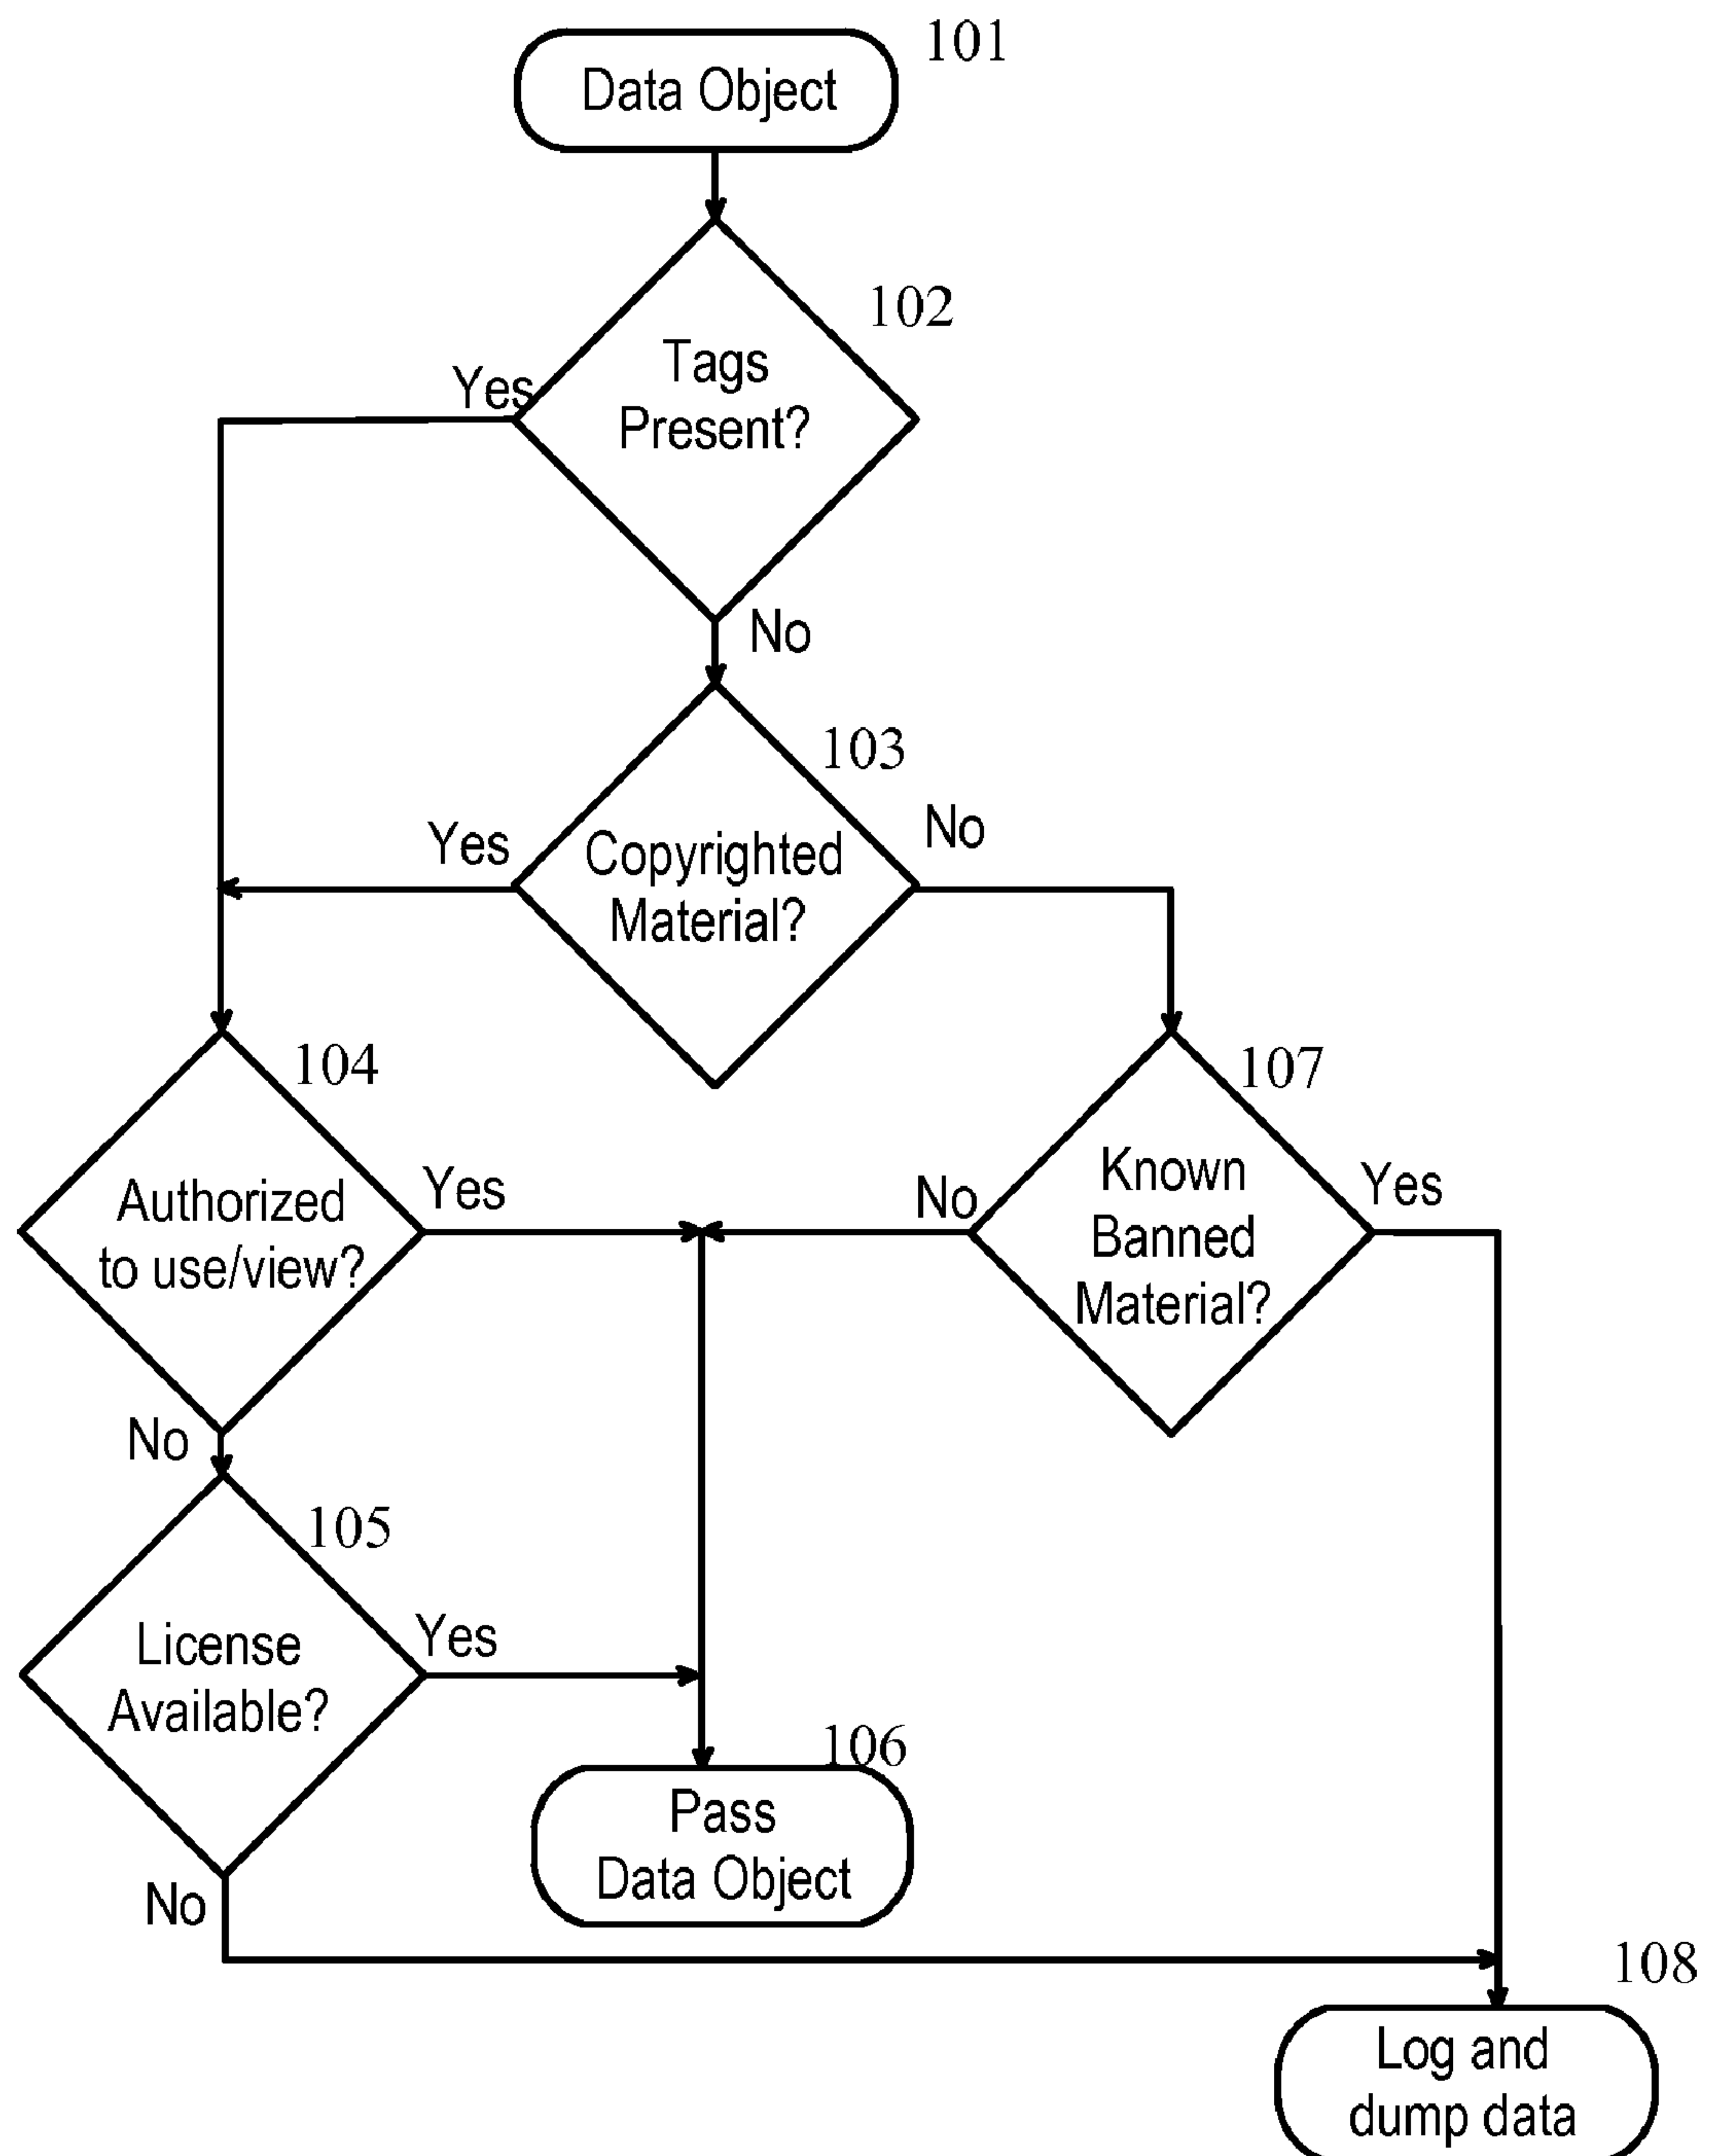 101
Data Object
102
Tags
Present?
Yes
No
103
Copyrighted
Material?
Yes
No
104
Authorized
to use/view?
Yes
No
107
Known
Banned
Material?
No
Yes
105
License
Available?
Yes
No
106
Pass
Data Object
108
Log and
dump data